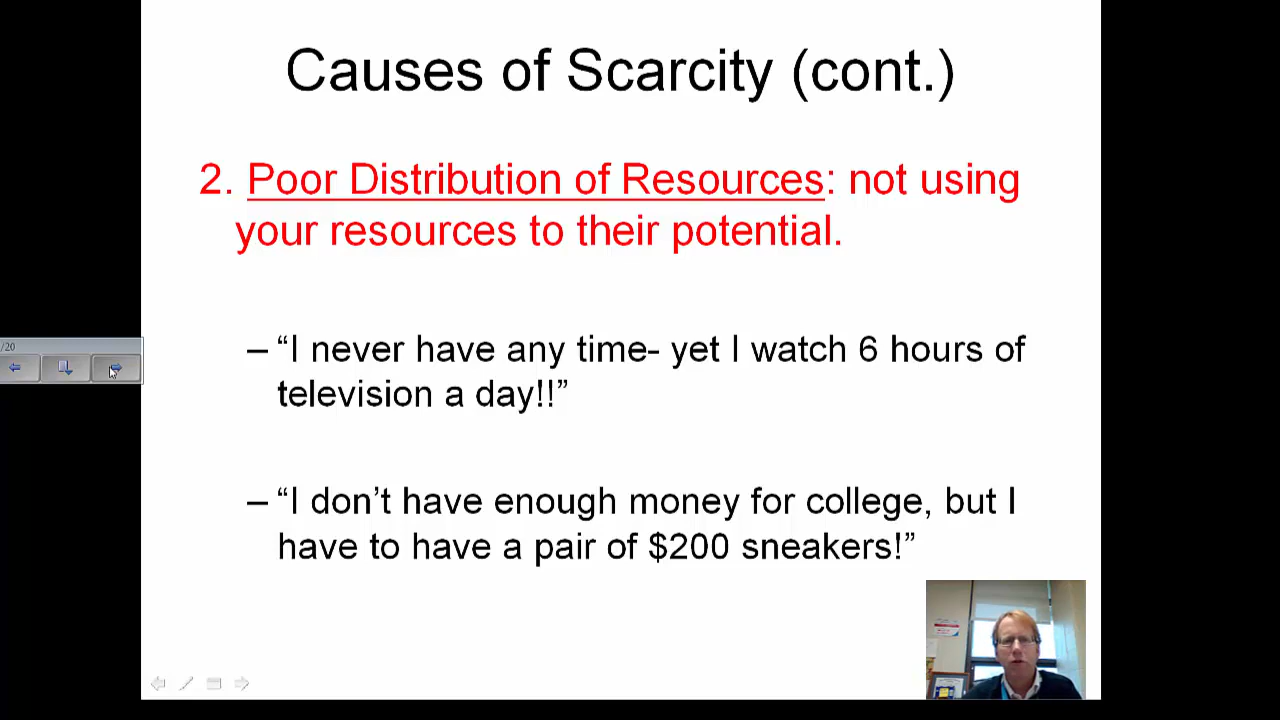 Causes of Scarcity (cont.)
2. Poor Distribution of Resources: not using
your resources to their potential.
/20
– “I never have any time- yet I watch 6 hours of
television a day!!”
– “I don’t have enough money for college, but I
have to have a pair of $200 sneakers!”